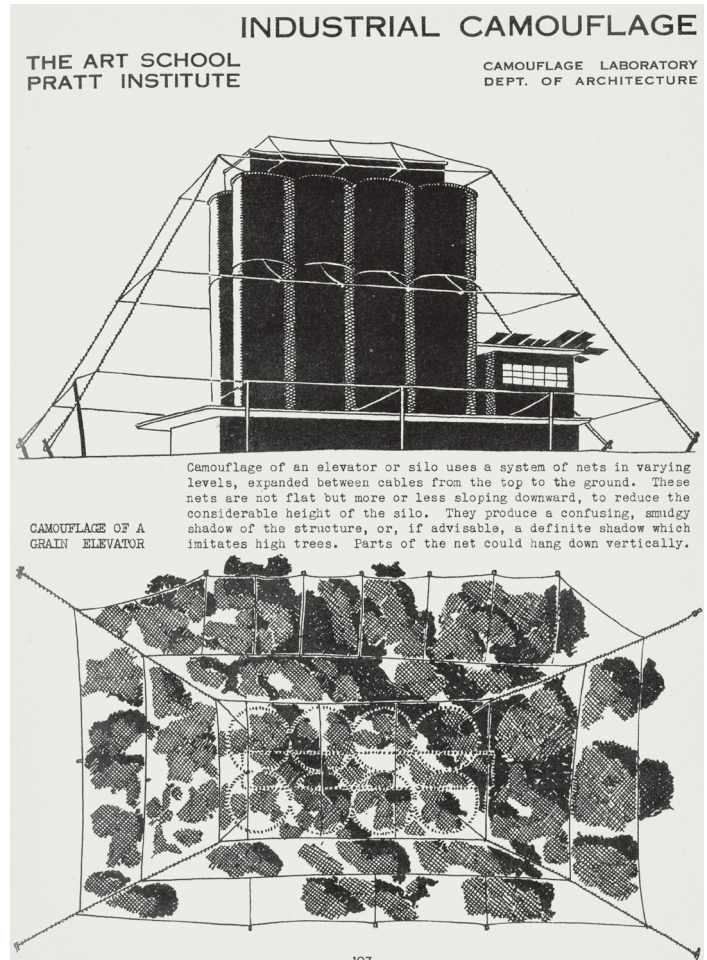 INDUSTRIAL CAMOUFLAGE
THE ART SCHOOL
PRATT INSTITUTE
CAMOUFLAGE LABORATORY
DEPT. OF ARCHITECTURE
Camouflage of an elevator or silo uses a system of nets in varying
levels, expanded between cables from the top to the ground. These
nets are not flat but more or less sloping downward, to reduce the
considerable height of the silo. They produce a confusing, smudgy
shadow of the structure, or, if advisable, a definite shadow which
imitates high trees. Parts of the net could hang down vertically.
CAMOUFLAGE OF A
GRAIN ELEVATOR